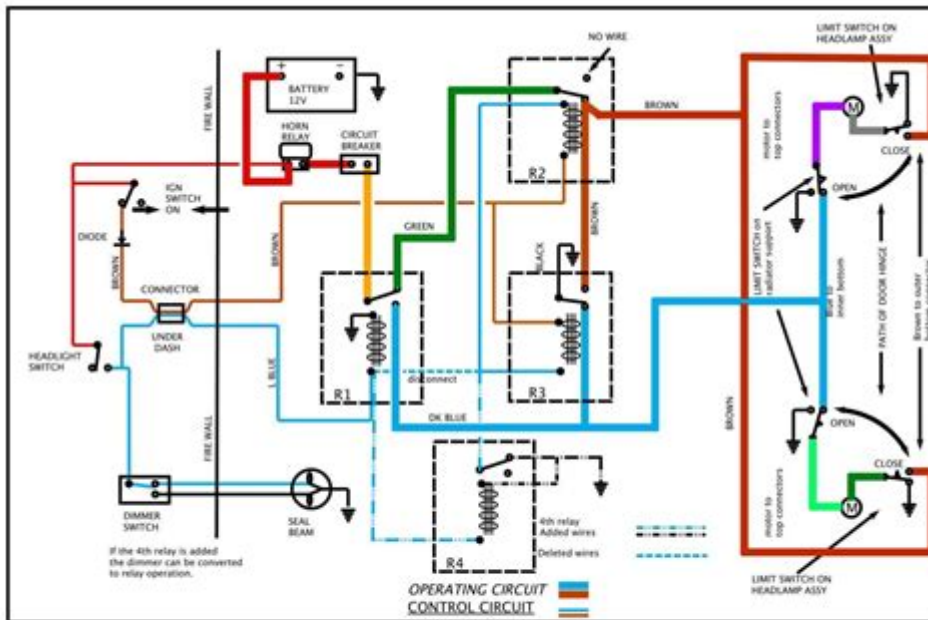 NO WIRE
LIMIT SWITCH ON
HEADLAMP ASSY
+
-
BATTERY
12V
FIRE WALL
HORN
RELAY
CIRCUIT
BREAKER
BROWN
motor to
top connectors
M
CLOSE
R2
IGN
SWITCH
ON
OPEN
DIODE
GREEN
BROWN
BROWN
BLACK
BROWN
LIMIT SWITCH ON
radiator support
Blue to
inner bottom
PATH OF DOOR HINGE
Brown to outer
CONNECTOR
UNDER
DASH
HEADLIGHT
SWITCH
L BLUE
disconnect
R1
R3
DK BLUE
BROWN
OPEN
FIRE WALL
CLOSE
motor to
top connectors
M
DIMMER
SWITCH
SEAL
BEAM
4th relay
Added wires
Deleted wires
R4
If the 4th relay is added
the dimmer can be converted
to relay operation.
LIMIT SWITCH ON
HEADLAMP ASSY
OPERATING CIRCUIT
CONTROL CIRCUIT